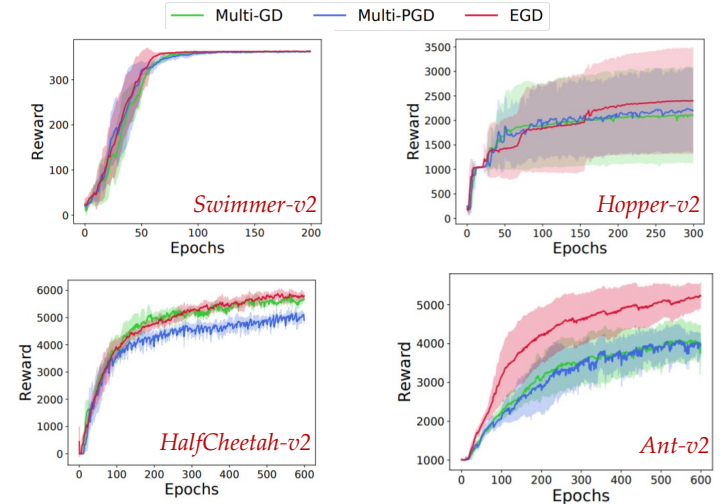 Multi-GD Multi-PGD EGD
Reward
300
200
100
0
Swimmer-v2
0 50 100 150 200
Epochs
Reward
3500
3000
2500
2000
1500
1000
500
0
Hopper-v2
0 50 100 150 200 250 300
Epochs
Reward
6000
5000
4000
3000
2000
1000
0
HalfCheetah-v2
0 100 200 300 400 500 600
Epochs
Reward
5000
4000
3000
2000
1000
Ant-v2
0 100 200 300 400 500 600
Epochs